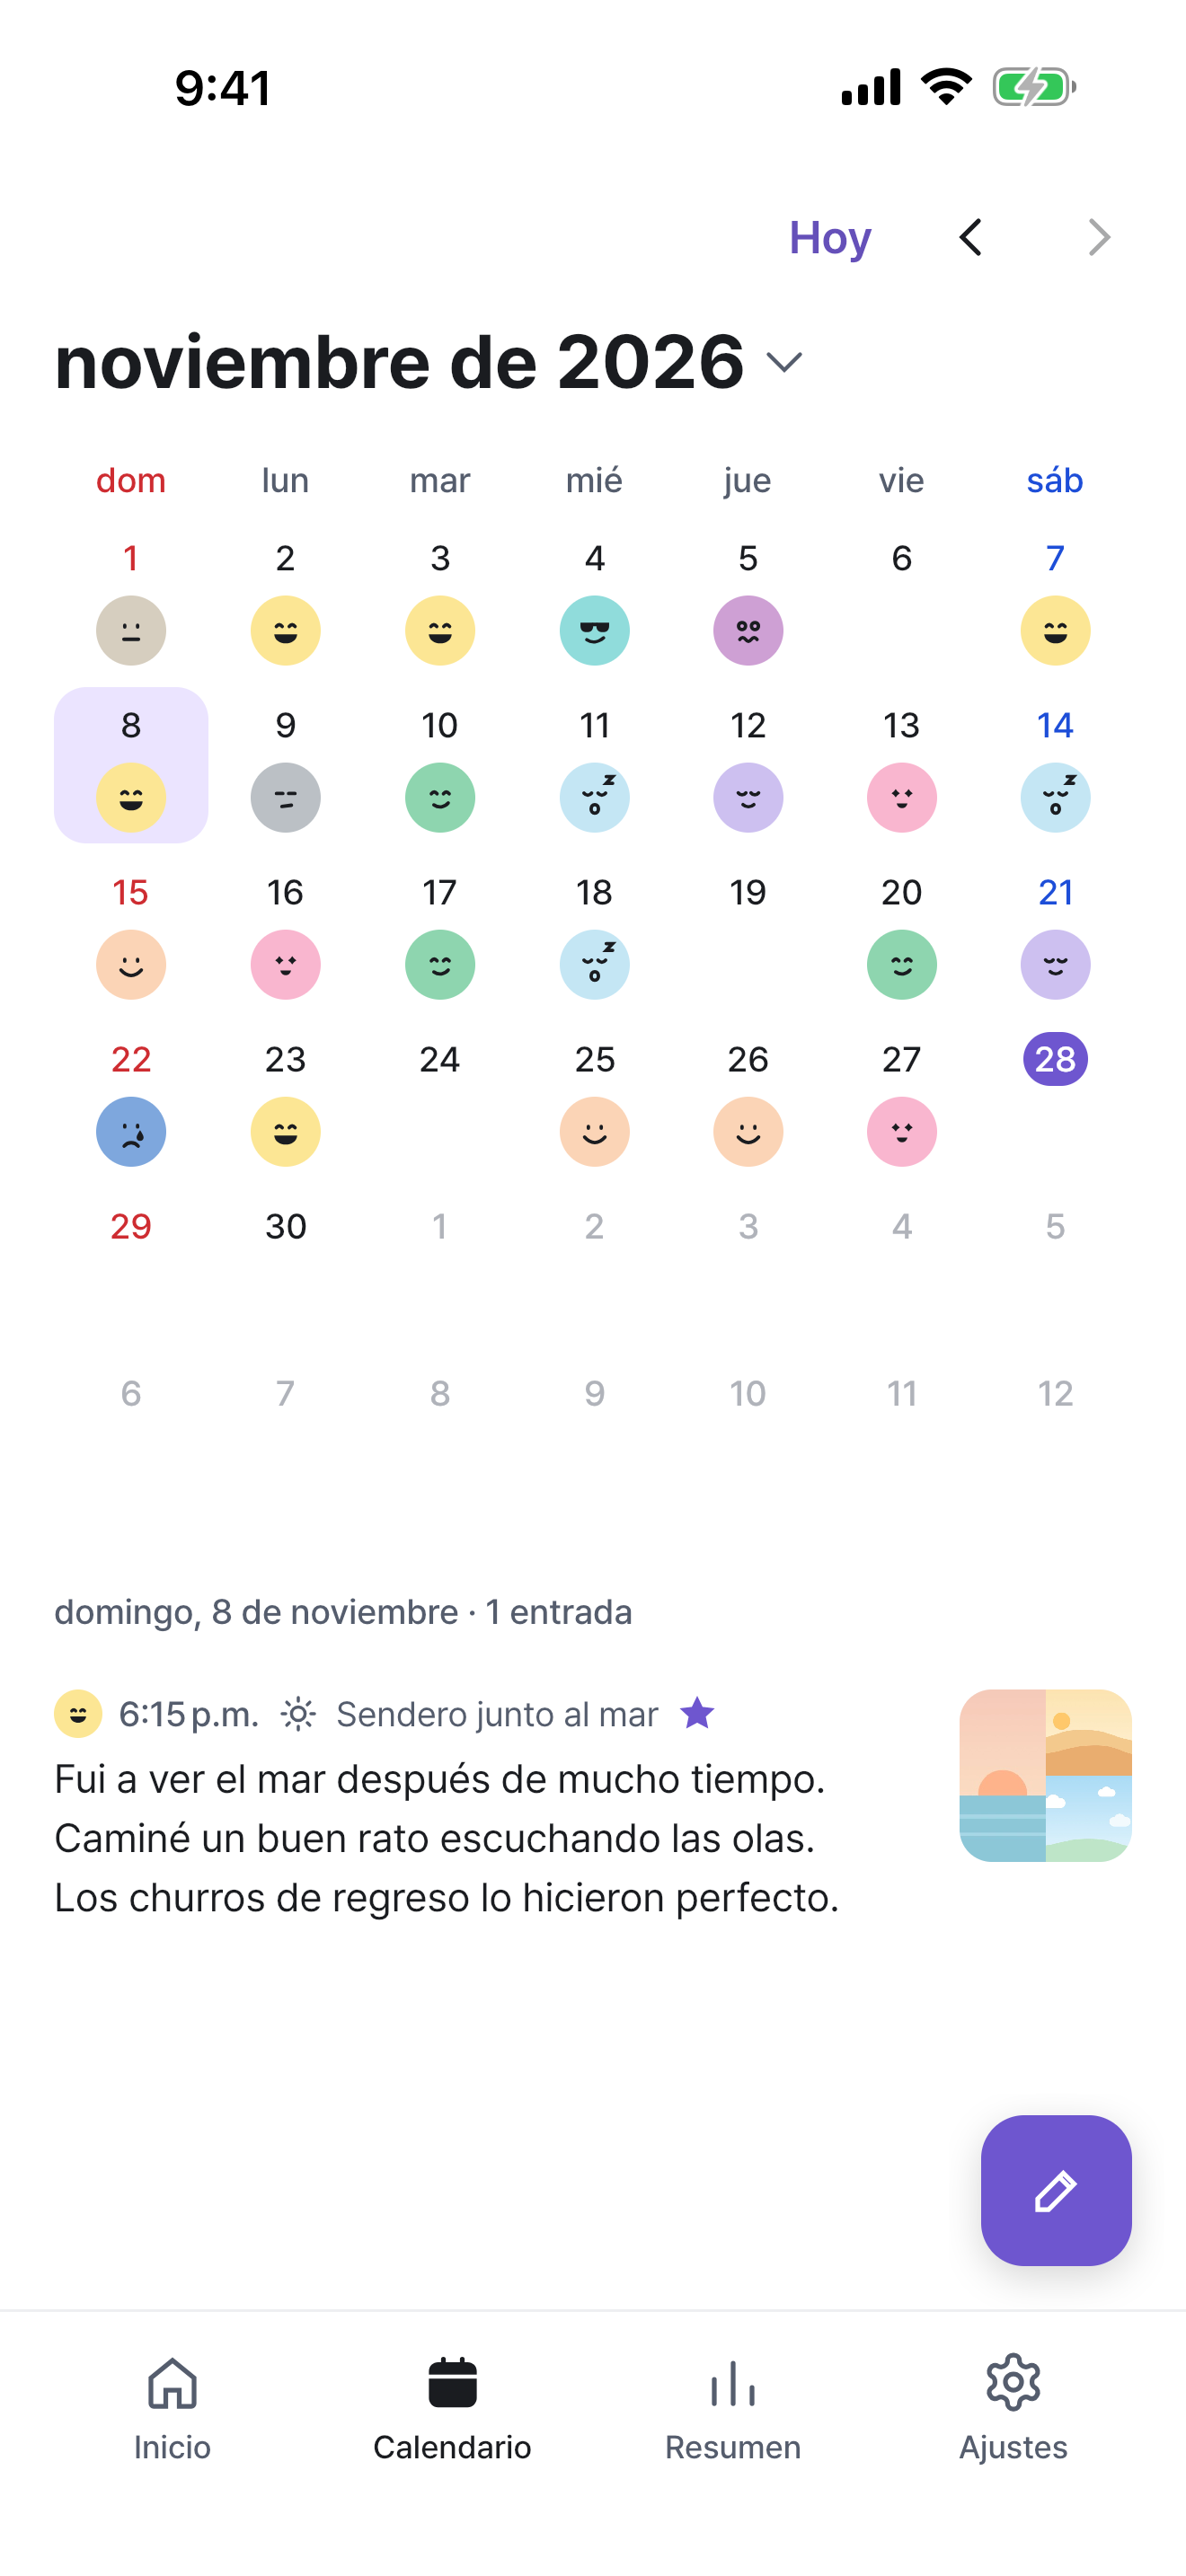 9:41
Hoy
noviembre de 2026
dom lun mar mié jue vie sáb
1 2 3 4 5 6 7
8 9 10 11 12 13 14
15 16 17 18 19 20 21
22 23 24 25 26 27 28
29 30 1 2 3 4 5
6 7 8 9 10 11 12
domingo, 8 de noviembre · 1 entrada
6:15 p.m. Sendero junto al mar
Fui a ver el mar después de mucho tiempo.
Caminé un buen rato escuchando las olas.
Los churros de regreso lo hicieron perfecto.
Inicio Calendario Resumen Ajustes